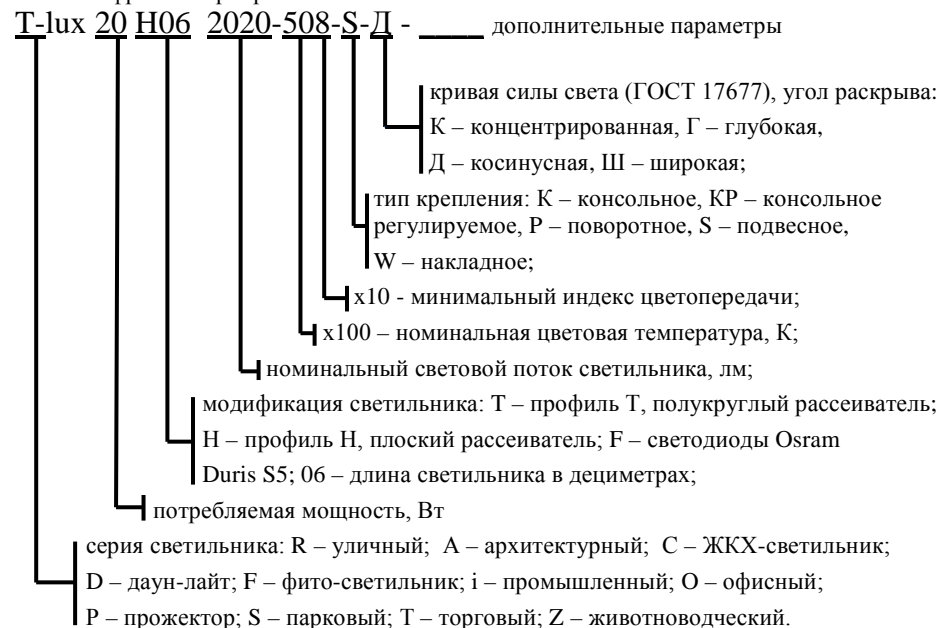 T-lux 20 H06 2020-508-S-Д - ____ дополнительные параметры
кривая силы света (ГОСТ 17677), угол раскрыва:
К – концентрированная, Г – глубокая,
Д – косинусная, Ш – широкая;
тип крепления: К – консольное, КР – консольное
регулируемое, P – поворотное, S – подвесное,
W – накладное;
x10 - минимальный индекс цветопередачи;
x100 – номинальная цветовая температура, К;
номинальный световой поток светильника, лм;
модификация светильника: T – профиль T, полукруглый рассеиватель;
H – профиль H, плоский рассеиватель; F – светодиоды Osram
Duris S5; 06 – длина светильника в дециметрах;
потребляемая мощность, Вт
серия светильника: R – уличный; A – архитектурный; C – ЖКХ-светильник;
D – даун-лайт; F – фито-светильник; i – промышленный; O – офисный;
P – прожектор; S – парковый; T – торговый; Z – животноводческий.